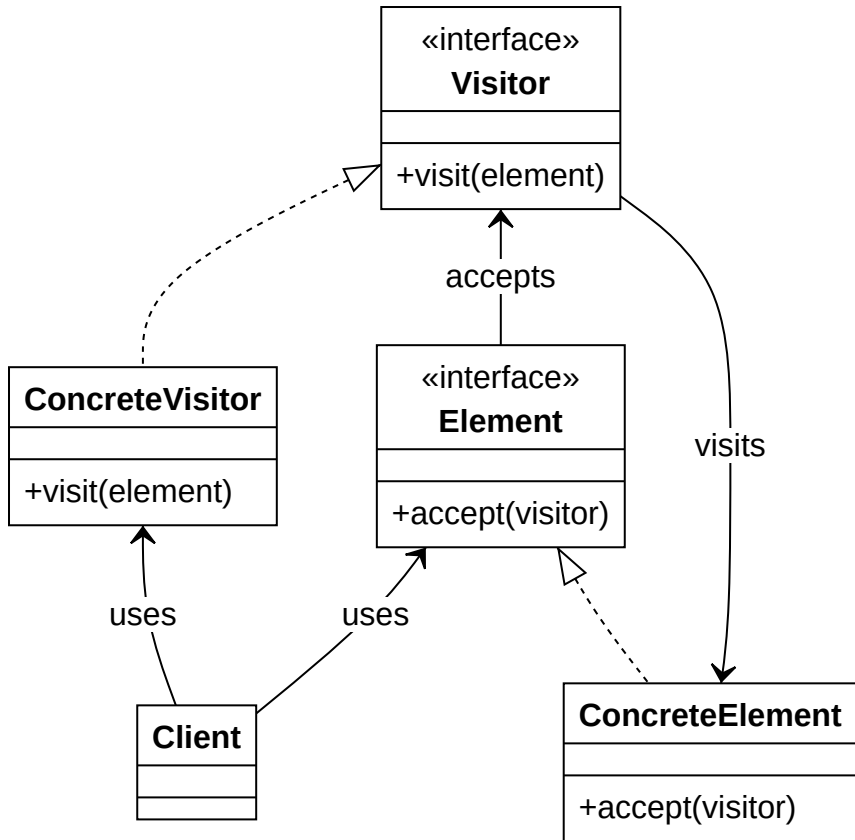 «interface»
Visitor
+visit(element)
accepts
ConcreteVisitor
+visit(element)
«interface»
Element
+accept(visitor)
visits
uses
uses
Client
ConcreteElement
+accept(visitor)